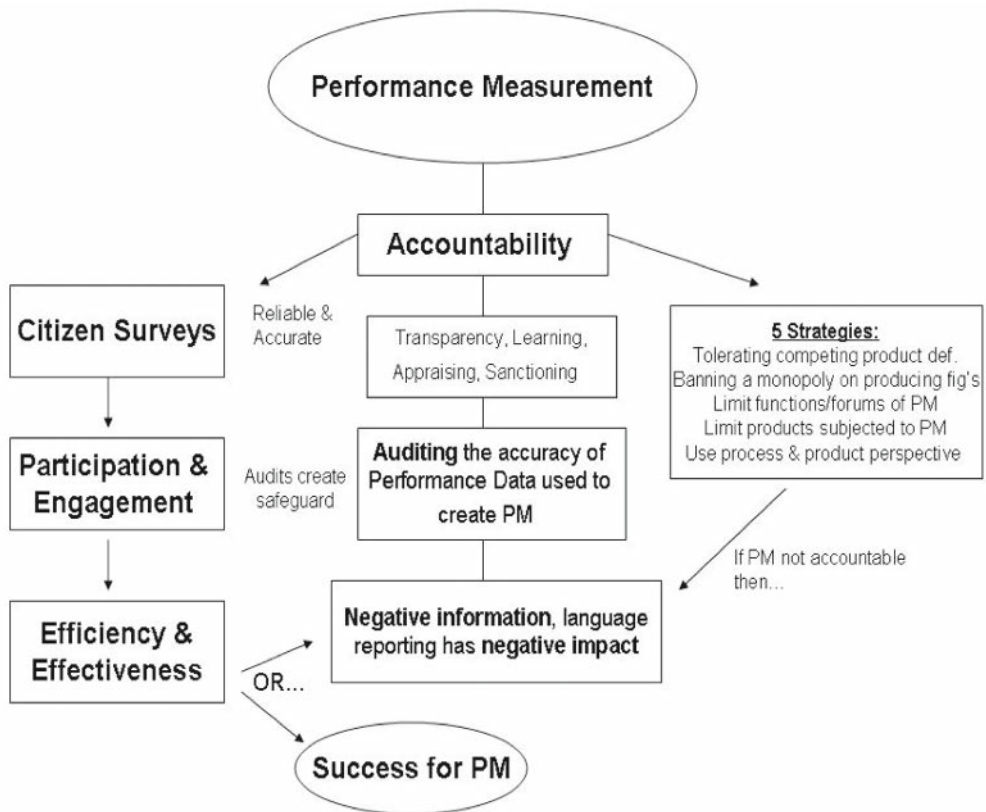 Performance Measurement
Accountability
Citizen Surveys
Reliable &
Accurate
Transparency, Learning,
Appraising, Sanctioning
5 Strategies:
Tolerating competing product def.
Banning a monopoly on producing fig's
Limit functions/forums of PM
Limit products subjected to PM
Use process & product perspective
Participation &
Engagement
Audits create
safeguard
Auditing the accuracy of
Performance Data used to
create PM
If PM not accountable
then...
Efficiency &
Effectiveness
OR...
Negative information, language
reporting has negative impact
Success for PM